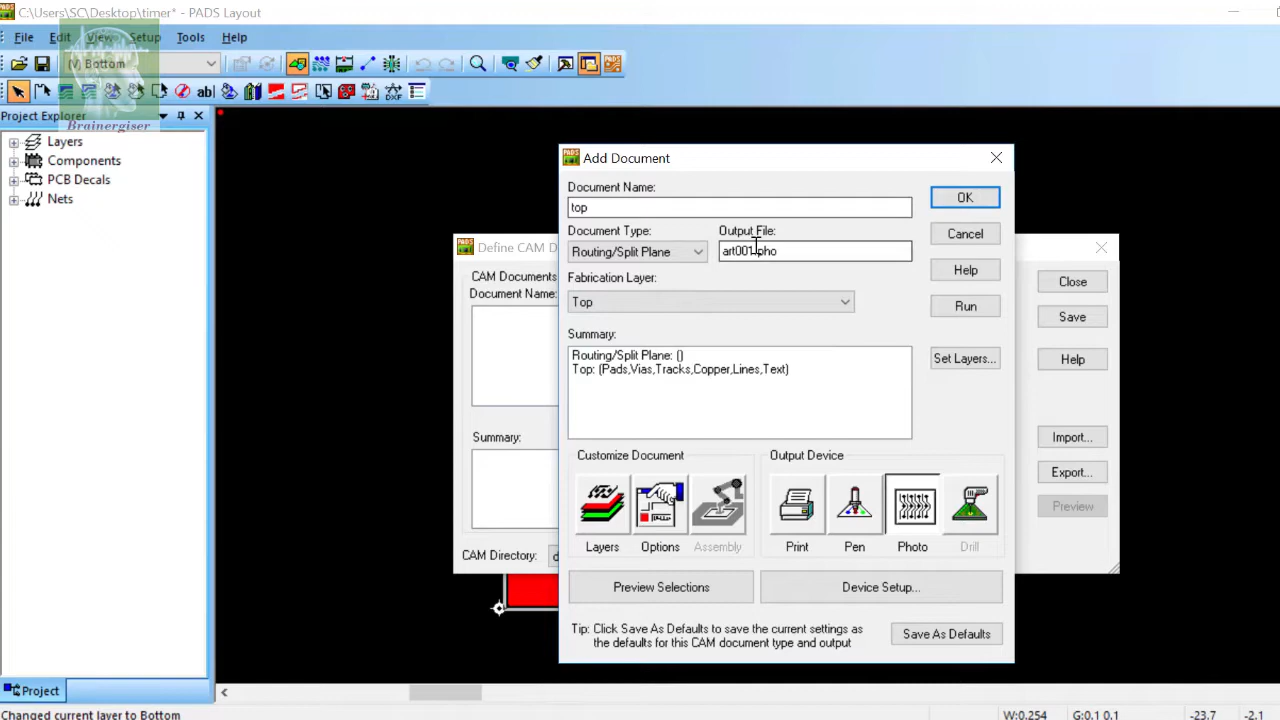 C:\Users\SC\Desktop\timer* - PADS Layout
File Edit View Setup Tools Help
(V) Bottom
ab|
DXF
PADS
Brainergiser
Project Explorer
Layers
Components
PCB Decals
Nets
Project
Changed current layer to Bottom
W:0.254 G:0.1 0.1 -23.7 -2.1
Define CAM D
CAM Documents
Document Name:
Summary:
CAM Directory: d
Close
Save
Help
Import...
Export...
Preview
Add Document
Document Name:
top
Document Type: Output File:
Routing/Split Plane art001.pho
Fabrication Layer:
Top
Summary:
Routing/Split Plane: ()
Top: (Pads,Vias,Tracks,Copper,Lines,Text)
OK
Cancel
Help
Run
Set Layers...
Customize Document Output Device
Layers Options Assembly Print Pen Photo Drill
Preview Selections Device Setup...
Tip: Click Save As Defaults to save the current settings as
the defaults for this CAM document type and output
Save As Defaults